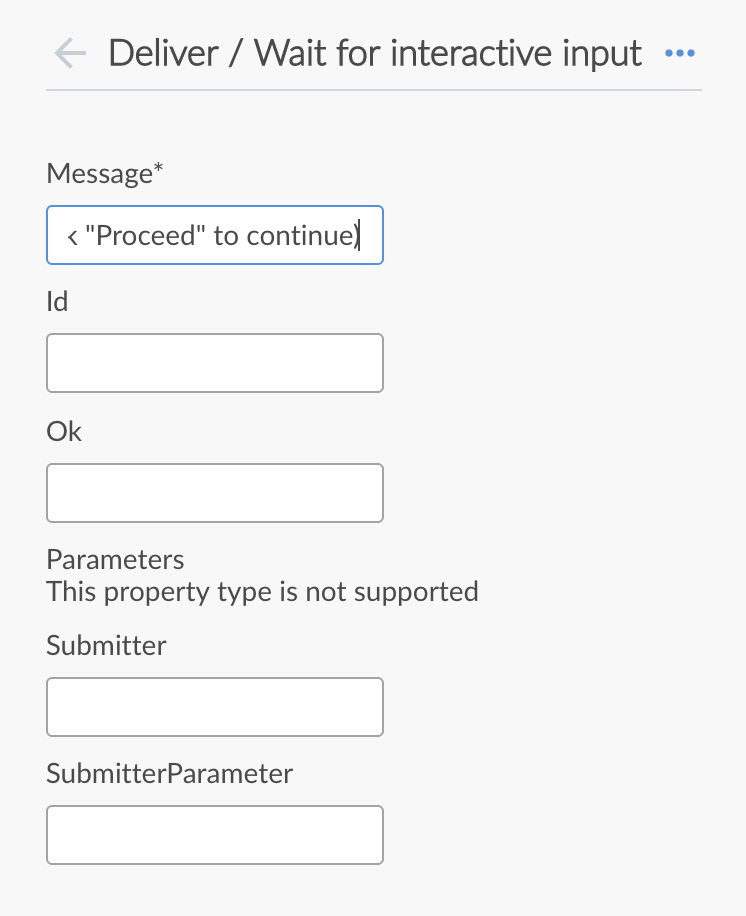 Deliver / Wait for interactive input
Message*
"Proceed" to continue)
Id
Ok
Parameters
This property type is not supported
Submitter
SubmitterParameter